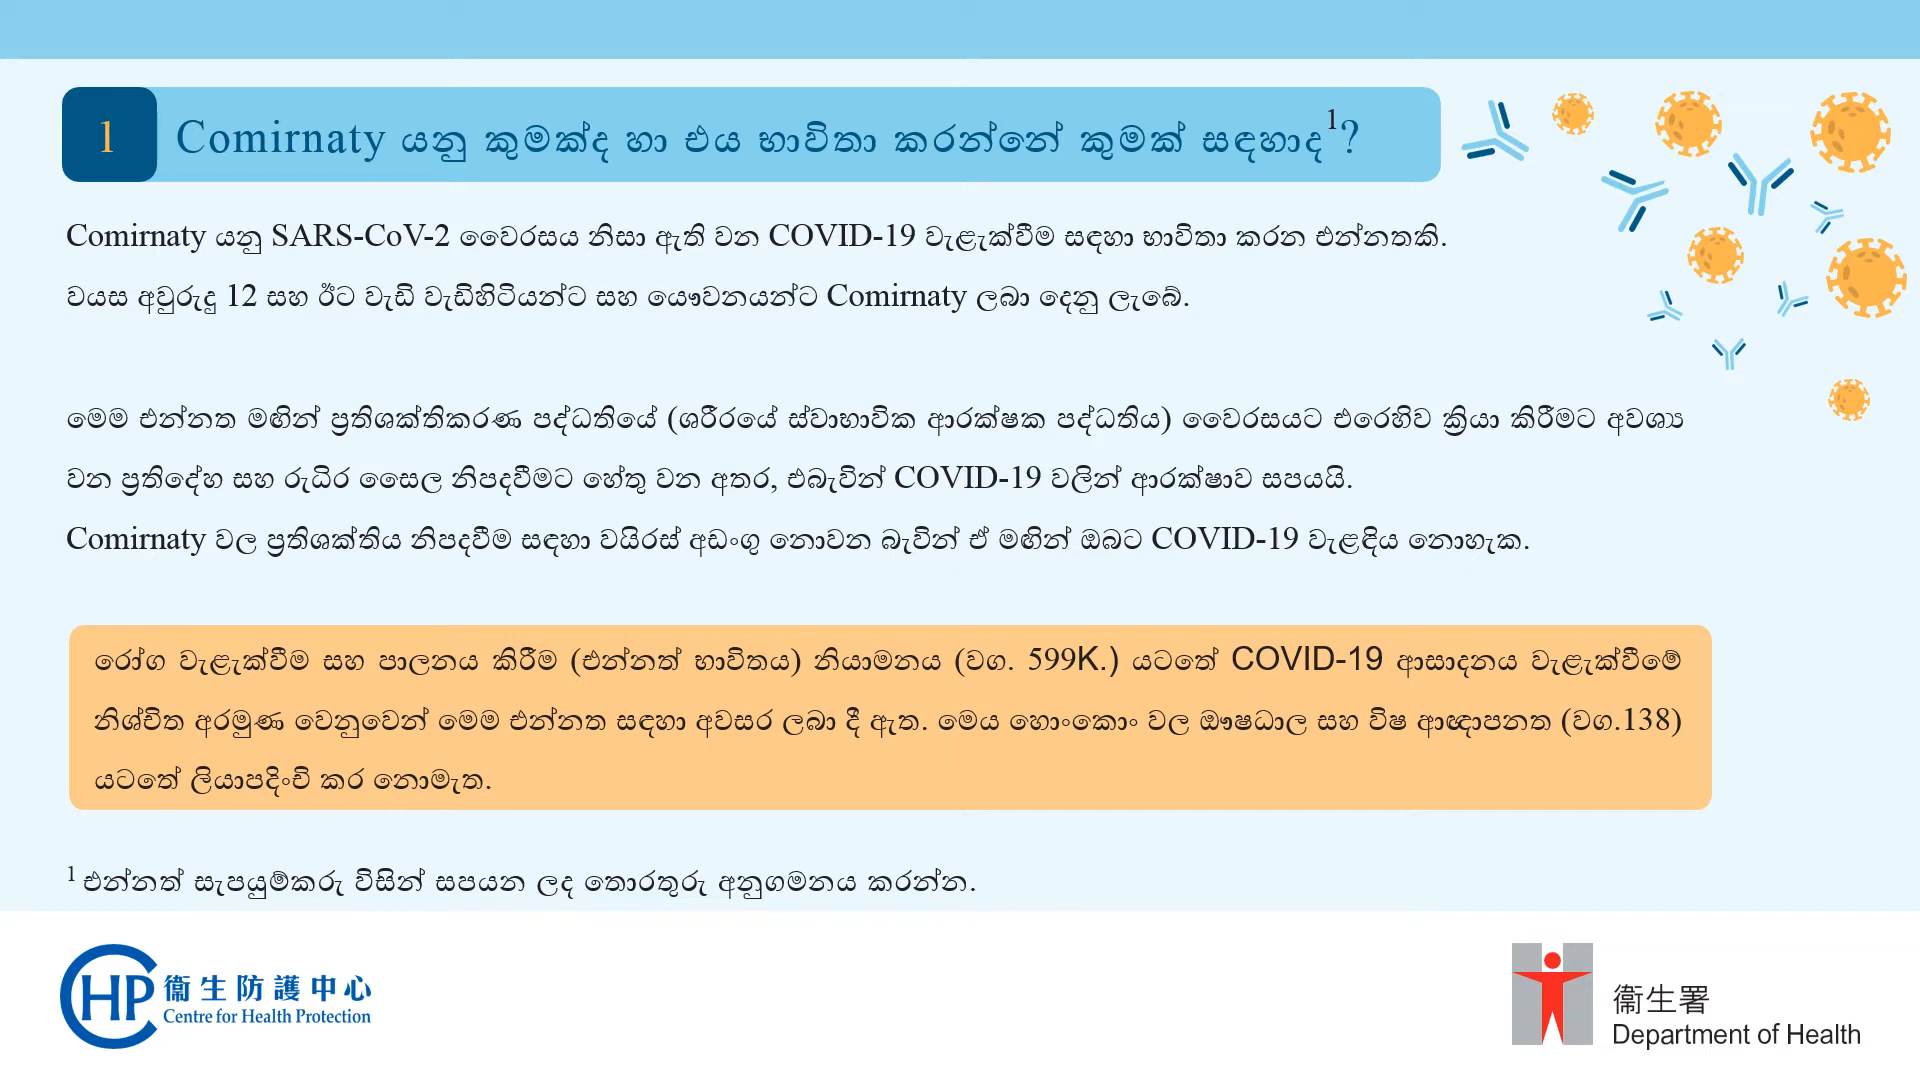 1 Comirnaty යනු කුමක්ද හා එය භාවිතා කරන්නේ කුමක් සඳහාද¹?
Comirnaty යනු SARS-CoV-2 වෛරසය නිසා ඇති වන COVID-19 වැළැක්වීම සඳහා භාවිතා කරන එන්නතකි.
වයස අවුරුදු 12 සහ ඊට වැඩි වැඩිහිටියන්ට සහ යෞවනයන්ට Comirnaty ලබා දෙනු ලැබේ.
මෙම එන්නත මඟින් ප්‍රතිශක්තිකරණ පද්ධතියේ (ශරීරයේ ස්වාභාවික ආරක්ෂක පද්ධතිය) වෛරසයට එරෙහිව ක්‍රියා කිරීමට අවශ්‍ය
වන ප්‍රතිදේහ සහ රුධිර සෛල නිපදවීමට හේතු වන අතර, එබැවින් COVID-19 වලින් ආරක්ෂාව සපයයි.
Comirnaty වල ප්‍රතිශක්තිය නිපදවීම සඳහා වයිරස් අඩංගු නොවන බැවින් ඒ මඟින් ඔබට COVID-19 වැළඳිය නොහැක.
රෝග වැළැක්වීම සහ පාලනය කිරීම (එන්නත් භාවිතය) නියාමනය (වග. 599K.) යටතේ COVID-19 ආසාදනය වැළැක්වීමේ
නිශ්චිත අරමුණ වෙනුවෙන් මෙම එන්නත සඳහා අවසර ලබා දී ඇත. මෙය හොංකොං වල ඖෂධාල සහ විෂ ආඥාපනත (වග.138)
යටතේ ලියාපදිංචි කර නොමැත.
¹ එන්නත් සැපයුම්කරු විසින් සපයන ලද තොරතුරු අනුගමනය කරන්න.
CHP 衞生防護中心
Centre for Health Protection
衞生署
Department of Health